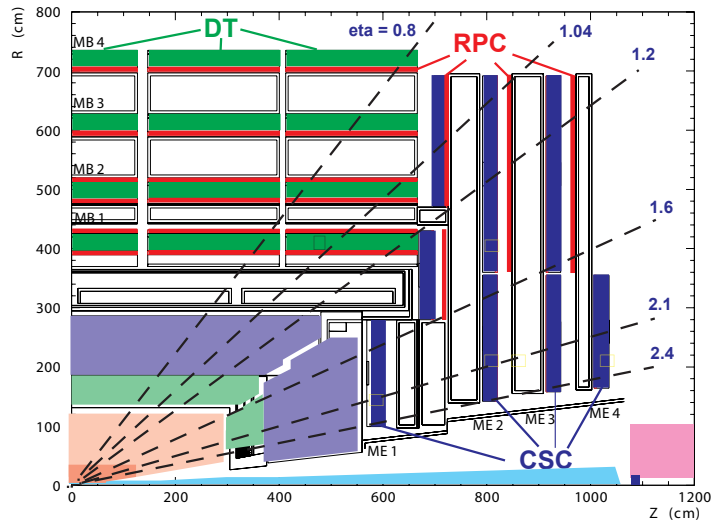 R (cm)
800
700
600
500
400
300
200
100
0
MB 4
MB 3
MB 2
MB 1
DT
eta = 0.8
1.04
RPC
1.2
1.6
2.1
2.4
ME 1
ME 2
ME 3
ME 4
CSC
0
200
400
600
800
1000
1200
Z (cm)